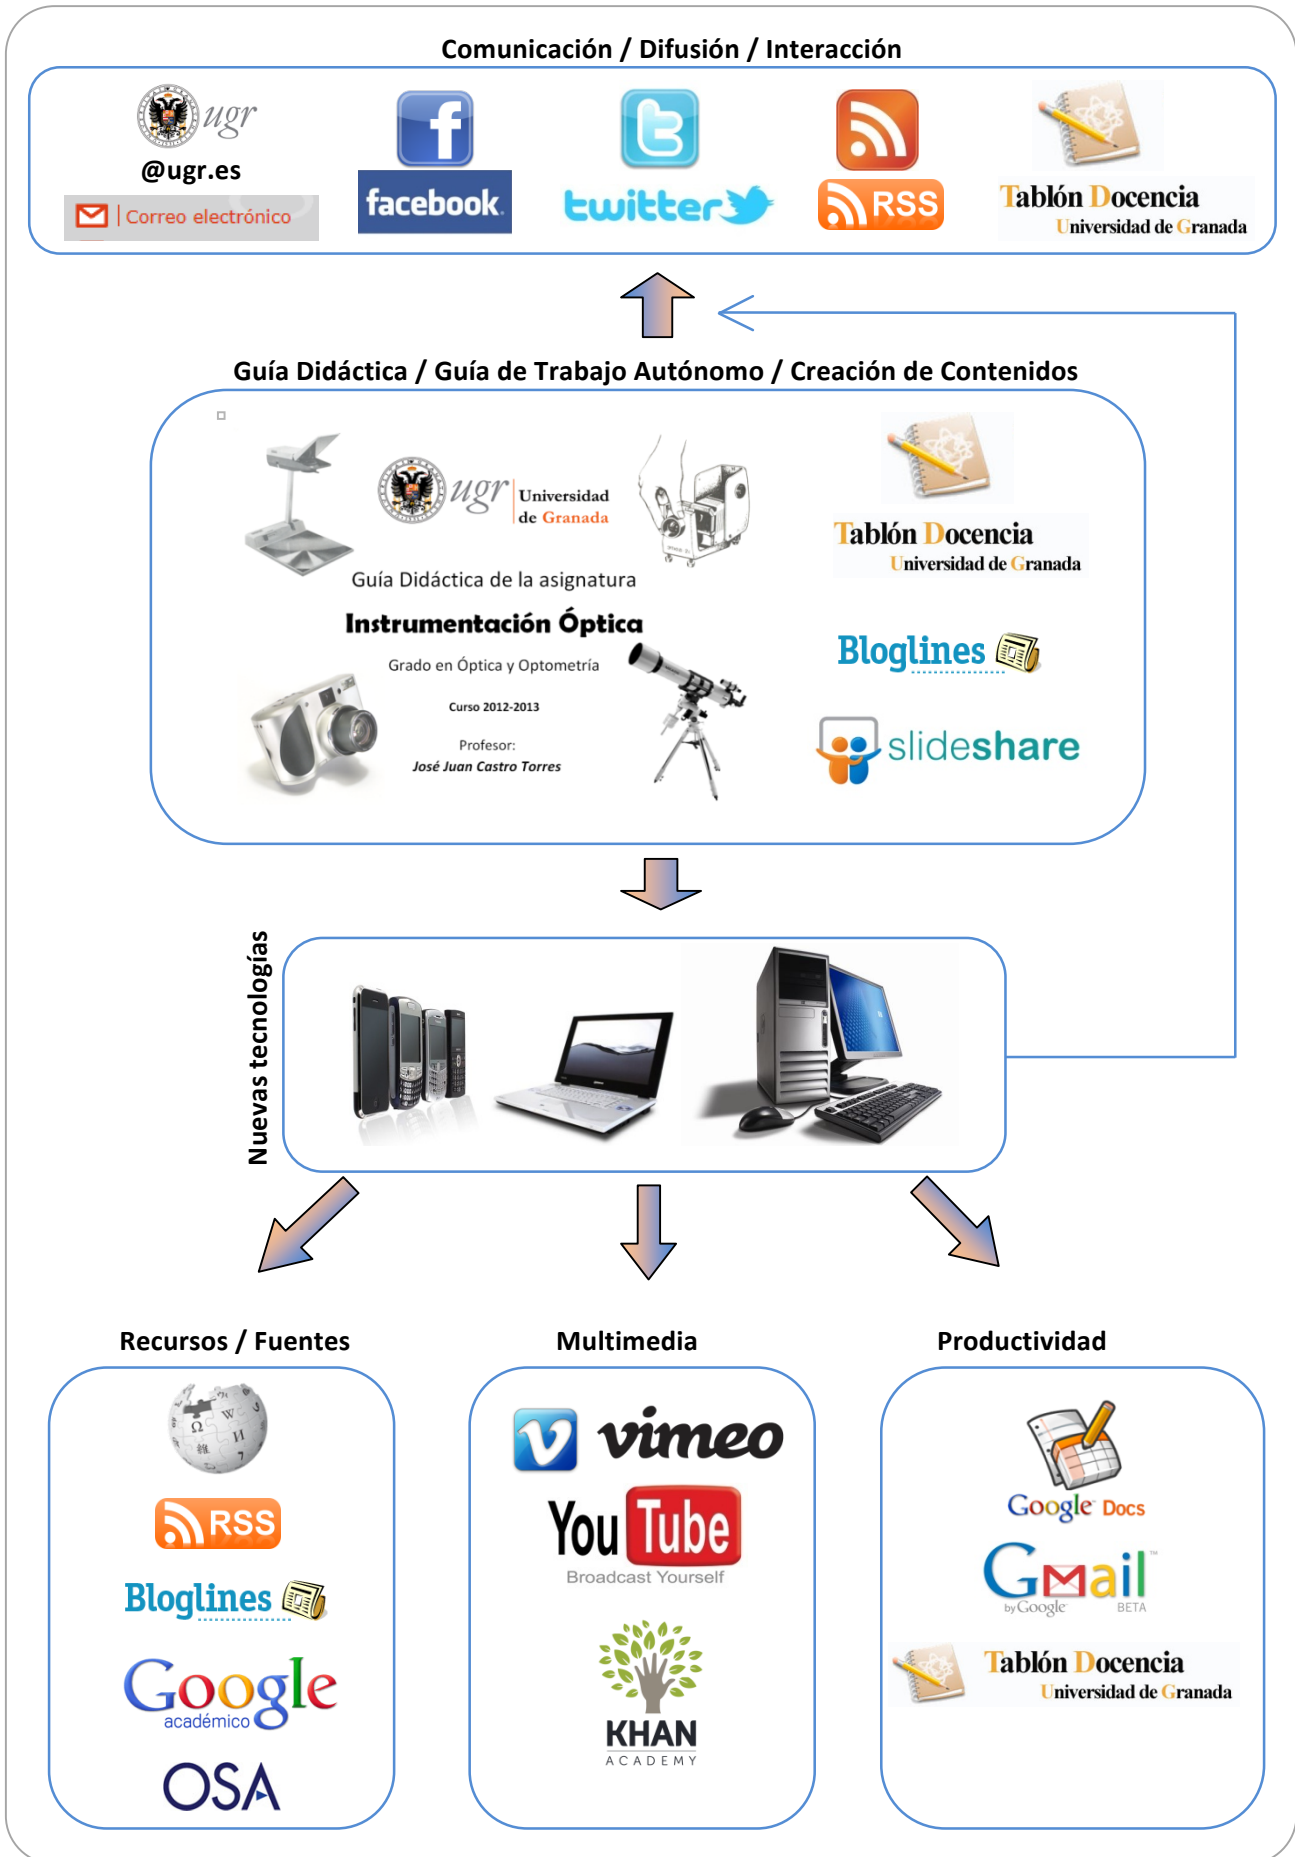 Comunicación / Difusión / Interacción
ugr
@ugr.es
| Correo electrónico
facebook.
twitter
RSS
Tablón Docencia
Universidad de Granada
Guía Didáctica / Guía de Trabajo Autónomo / Creación de Contenidos
ugr
Universidad
de Granada
Guía Didáctica de la asignatura
Instrumentación Óptica
Grado en Óptica y Optometría
Curso 2012-2013
Profesor:
José Juan Castro Torres
Tablón Docencia
Universidad de Granada
Bloglines
slideshare
Nuevas tecnologías
Recursos / Fuentes
RSS
Bloglines
Google
académico
OSA
Multimedia
vimeo
YouTube
Broadcast Yourself
KHAN
ACADEMY
Productividad
Google Docs
Gmail™
by Google BETA
Tablón Docencia
Universidad de Granada